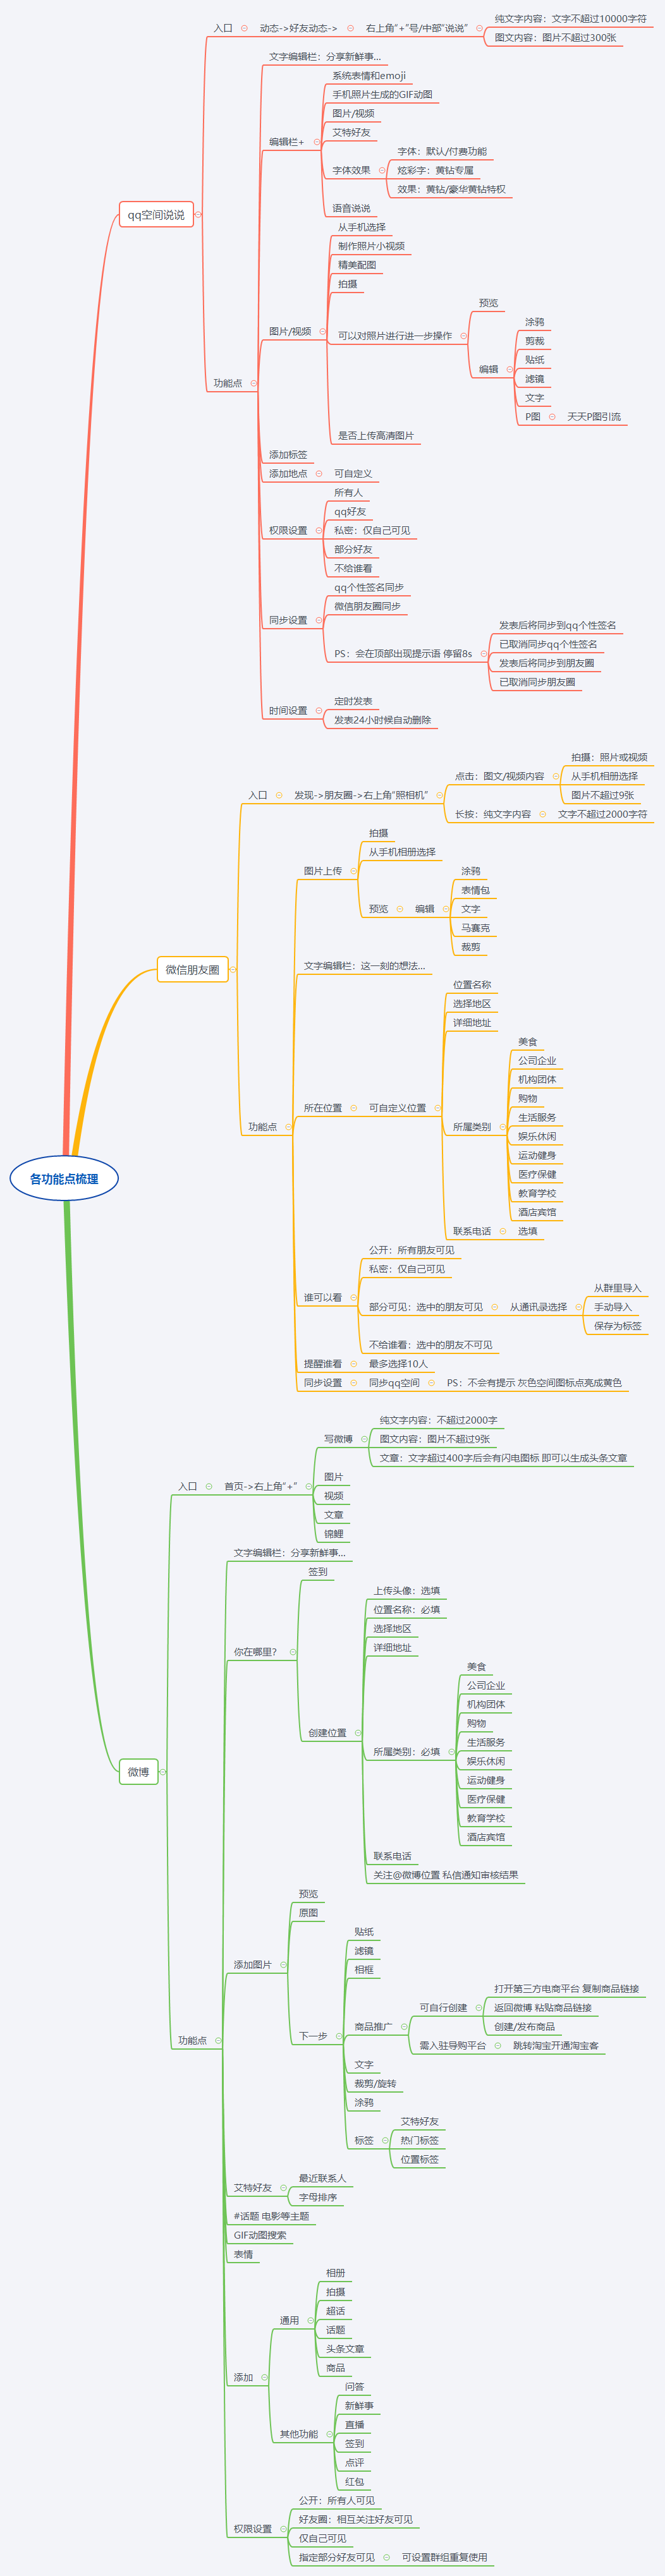 各功能点梳理
qq空间说说
入口
动态->好友动态->
右上角“+”号/中部“说说”
纯文字内容：文字不超过10000字符
图文内容：图片不超过300张
功能点
文字编辑栏：分享新鲜事...
编辑栏+
系统表情和emoji
手机照片生成的GIF动图
图片/视频
艾特好友
字体效果
字体：默认/付费功能
炫彩字：黄钻专属
效果：黄钻/豪华黄钻特权
语音说说
图片/视频
从手机选择
制作照片小视频
精美配图
拍摄
可以对照片进行进一步操作
预览
编辑
涂鸦
剪裁
贴纸
滤镜
文字
P图
天天P图引流
是否上传高清图片
添加标签
添加地点
可自定义
权限设置
所有人
qq好友
私密：仅自己可见
部分好友
不给谁看
同步设置
qq个性签名同步
微信朋友圈同步
PS：会在顶部出现提示语 停留8s
发表后将同步到qq个性签名
已取消同步qq个性签名
发表后将同步到朋友圈
已取消同步朋友圈
时间设置
定时发表
发表24小时候自动删除
微信朋友圈
入口
发现->朋友圈->右上角“照相机”
点击：图文/视频内容
拍摄：照片或视频
从手机相册选择
图片不超过9张
长按：纯文字内容
文字不超过2000字符
功能点
图片上传
拍摄
从手机相册选择
预览
编辑
涂鸦
表情包
文字
马赛克
裁剪
文字编辑栏：这一刻的想法...
所在位置
可自定义位置
位置名称
选择地区
详细地址
所属类别
美食
公司企业
机构团体
购物
生活服务
娱乐休闲
运动健身
医疗保健
教育学校
酒店宾馆
联系电话
选填
谁可以看
公开：所有朋友可见
私密：仅自己可见
部分可见：选中的朋友可见
从通讯录选择
从群里导入
手动导入
保存为标签
不给谁看：选中的朋友不可见
提醒谁看
最多选择10人
同步设置
同步qq空间
PS：不会有提示 灰色空间图标点亮成黄色
微博
入口
首页->右上角“+”
写微博
纯文字内容：不超过2000字
图文内容：图片不超过9张
文章：文字超过400字后会有闪电图标 即可以生成头条文章
图片
视频
文章
锦鲤
功能点
文字编辑栏：分享新鲜事...
你在哪里？
签到
创建位置
上传头像：选填
位置名称：必填
选择地区
详细地址
所属类别：必填
美食
公司企业
机构团体
购物
生活服务
娱乐休闲
运动健身
医疗保健
教育学校
酒店宾馆
联系电话
关注@微博位置 私信通知审核结果
添加图片
预览
原图
下一步
贴纸
滤镜
相框
商品推广
可自行创建
打开第三方电商平台 复制商品链接
返回微博 粘贴商品链接
创建/发布商品
需入驻导购平台
跳转淘宝开通淘宝客
文字
裁剪/旋转
涂鸦
标签
艾特好友
热门标签
位置标签
艾特好友
最近联系人
字母排序
#话题 电影等主题
GIF动图搜索
表情
添加
通用
相册
拍摄
超话
话题
头条文章
商品
其他功能
问答
新鲜事
直播
签到
点评
红包
权限设置
公开：所有人可见
好友圈：相互关注好友可见
仅自己可见
指定部分好友可见
可设置群组重复使用